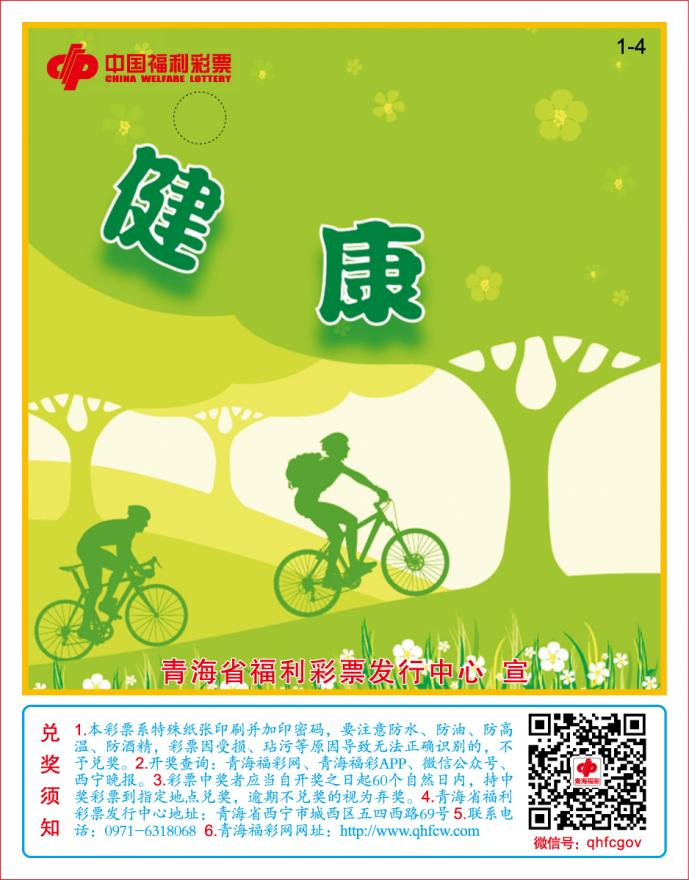 中国福利彩票
CHINA WELFARE LOTTERY
1-4
健
康
青海省福利彩票发行中心 宣
兑奖须知
1.本彩票系特殊纸张印刷并加印密码，要注意防水、防油、防高
温、防酒精，彩票因受损、玷污等原因导致无法正确识别的，不
予兑奖。2.开奖查询：青海福彩网、青海福彩APP、微信公众号、
西宁晚报。3.彩票中奖者应当自开奖之日起60个自然日内，持中
奖彩票到指定地点兑奖，逾期不兑奖的视为弃奖。4.青海省福利
彩票发行中心地址：青海省西宁市城西区五四西路69号 5.联系电
话：0971-6318068 6.青海福彩网网址：http://www.qhfcw.com
青海福彩
微信号：qhfcgov